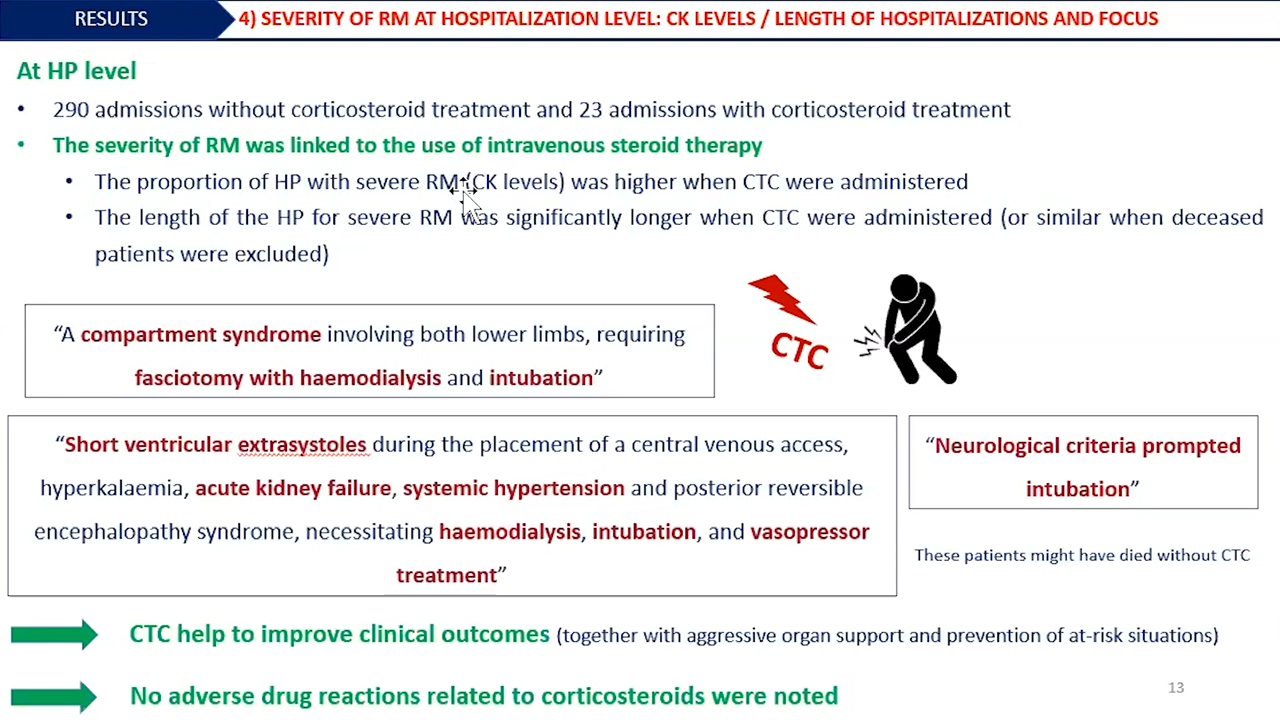 RESULTS
4) SEVERITY OF RM AT HOSPITALIZATION LEVEL: CK LEVELS / LENGTH OF HOSPITALIZATIONS AND FOCUS
At HP level
• 290 admissions without corticosteroid treatment and 23 admissions with corticosteroid treatment
• The severity of RM was linked to the use of intravenous steroid therapy
• The proportion of HP with severe RM (CK levels) was higher when CTC were administered
• The length of the HP for severe RM was significantly longer when CTC were administered (or similar when deceased
patients were excluded)
“A compartment syndrome involving both lower limbs, requiring
fasciotomy with haemodialysis and intubation”
CTC
“Short ventricular extrasystoles during the placement of a central venous access,
hyperkalaemia, acute kidney failure, systemic hypertension and posterior reversible
encephalopathy syndrome, necessitating haemodialysis, intubation, and vasopressor
treatment”
“Neurological criteria prompted
intubation”
These patients might have died without CTC
CTC help to improve clinical outcomes (together with aggressive organ support and prevention of at-risk situations)
No adverse drug reactions related to corticosteroids were noted
13